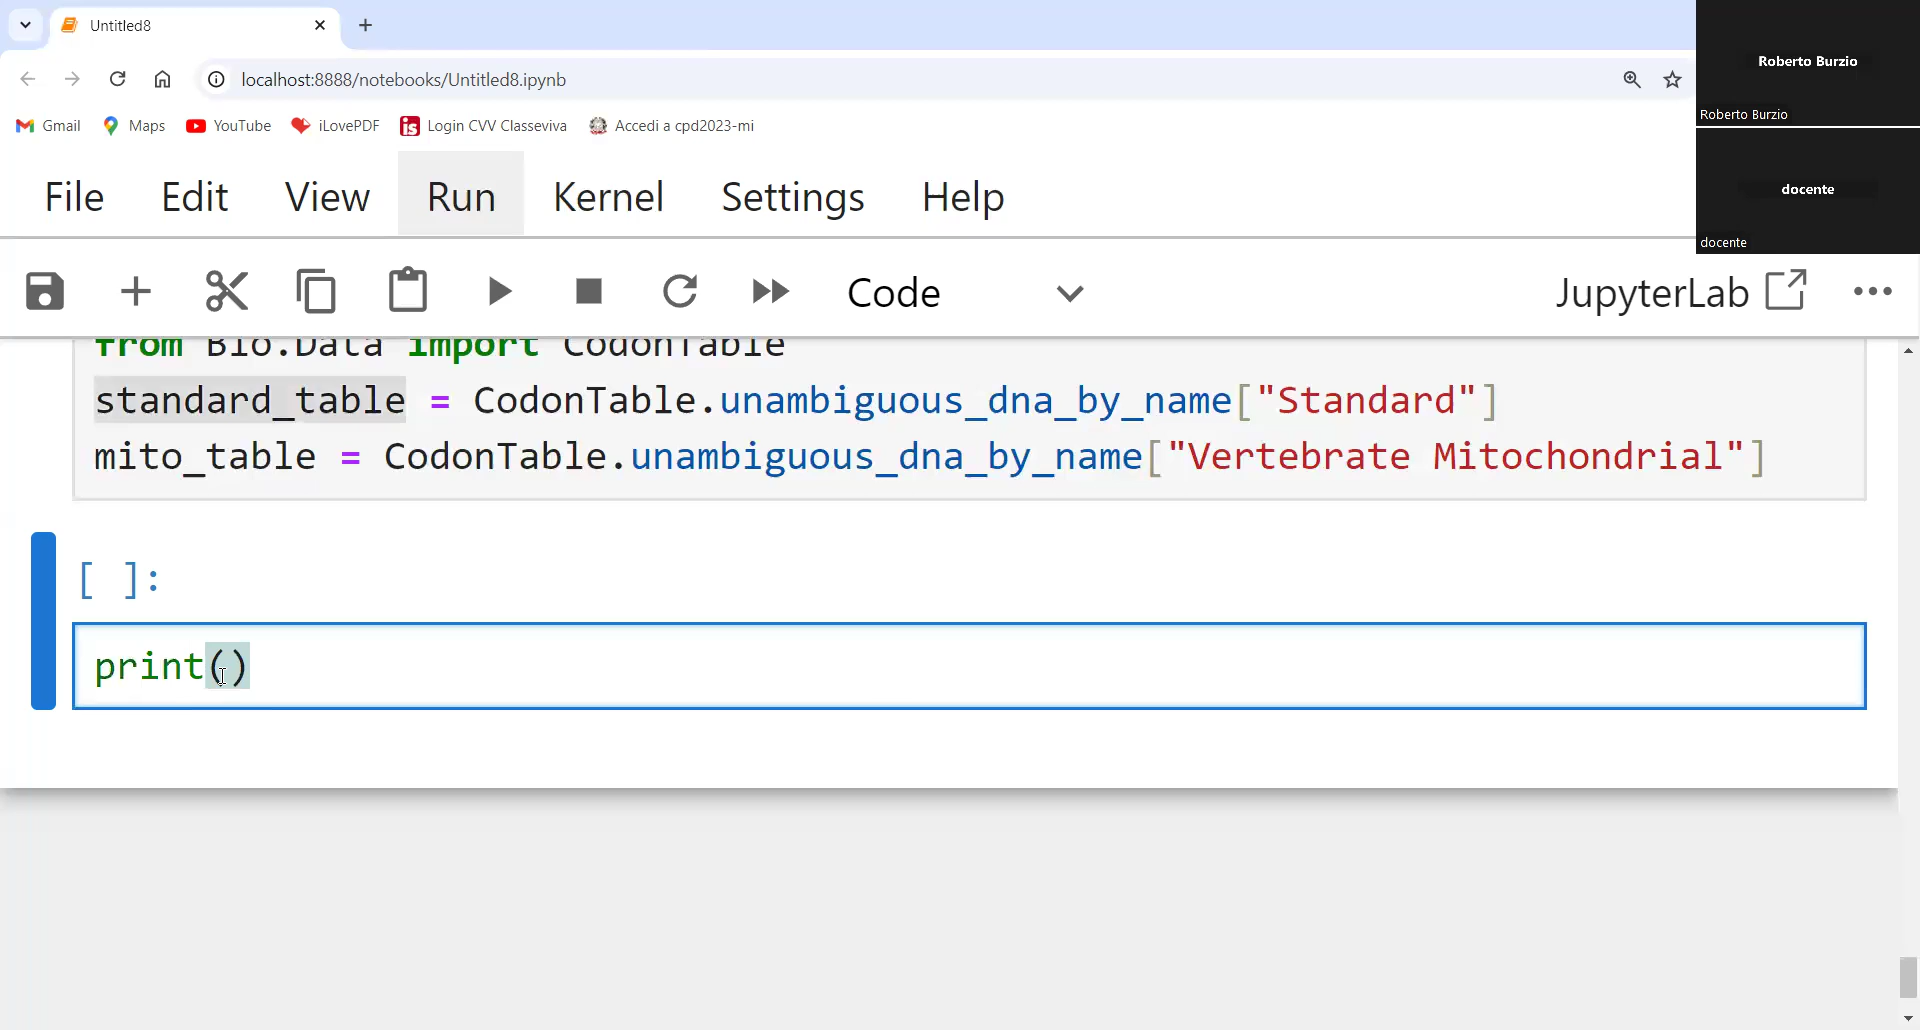 Untitled8
localhost:8888/notebooks/Untitled8.ipynb
Gmail Maps YouTube iLovePDF Login CVV Classeviva Accedi a cpd2023-mi
Roberto Burzio
Roberto Burzio
docente
docente
File Edit View Run Kernel Settings Help
Code
JupyterLab
from Bio.Data import CodonTable
standard_table = CodonTable.unambiguous_dna_by_name["Standard"]
mito_table = CodonTable.unambiguous_dna_by_name["Vertebrate Mitochondrial"]
[ ]:
print()